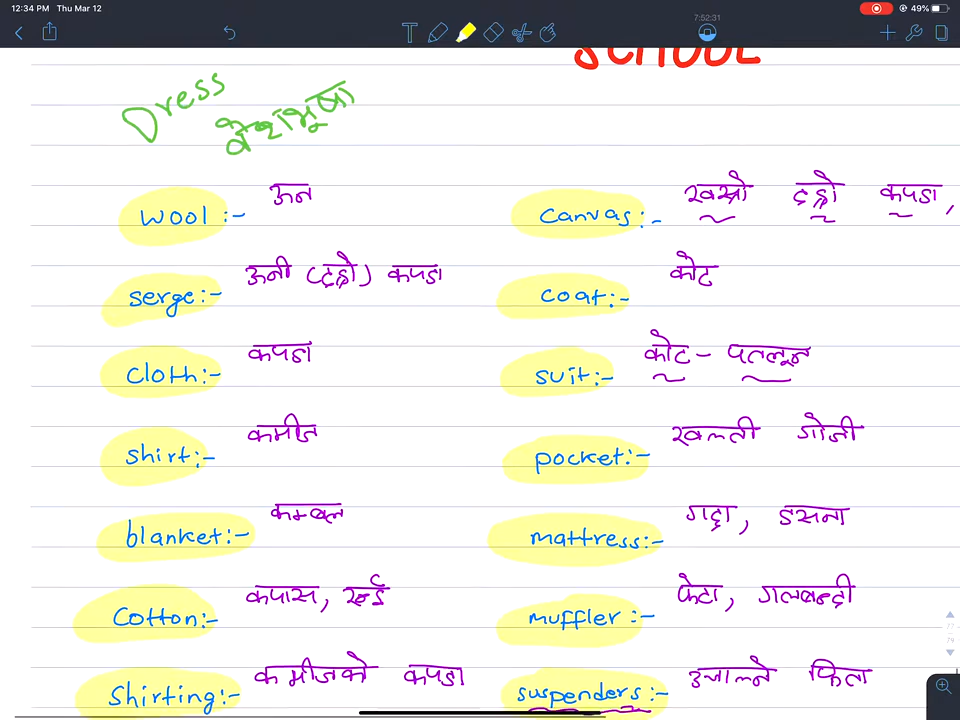 12:34 PM Thu Mar 12
7:52:31
49%
SCHOOL
Dress
वेशभूषा
wool :- ऊन
canvas :- खस्रो दह्रो कपडा,
serge :- ऊनी (दह्रो) कपडा
coat :- कोट
cloth :- कपडा
suit :- कोट - पतलून
shirt :- कमीज
pocket :- खल्ती गोजी
blanket :- कम्बल
mattress :- गद्दा, डसना
Cotton :- कपास, रूई
muffler :- फेटा, गलबन्दी
Shirting :- कमीजको कपडा
suspenders :- उचाल्ने फित्ता